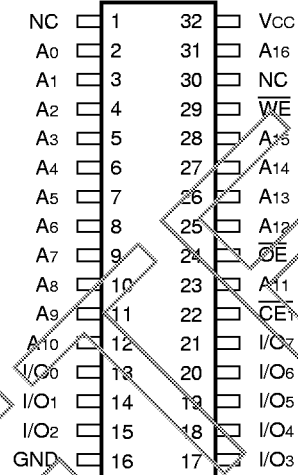 NC 1 32 VCC
A0 2 31 A16
A1 3 30 NC
A2 4 29 WE
A3 5 28 A15
A4 6 27 A14
A5 7 26 A13
A6 8 25 A12
A7 9 24 OE
A8 10 23 A11
A9 11 22 CE1
A10 12 21 I/O7
I/O0 13 20 I/O6
I/O1 14 19 I/O5
I/O2 15 18 I/O4
GND 16 17 I/O3